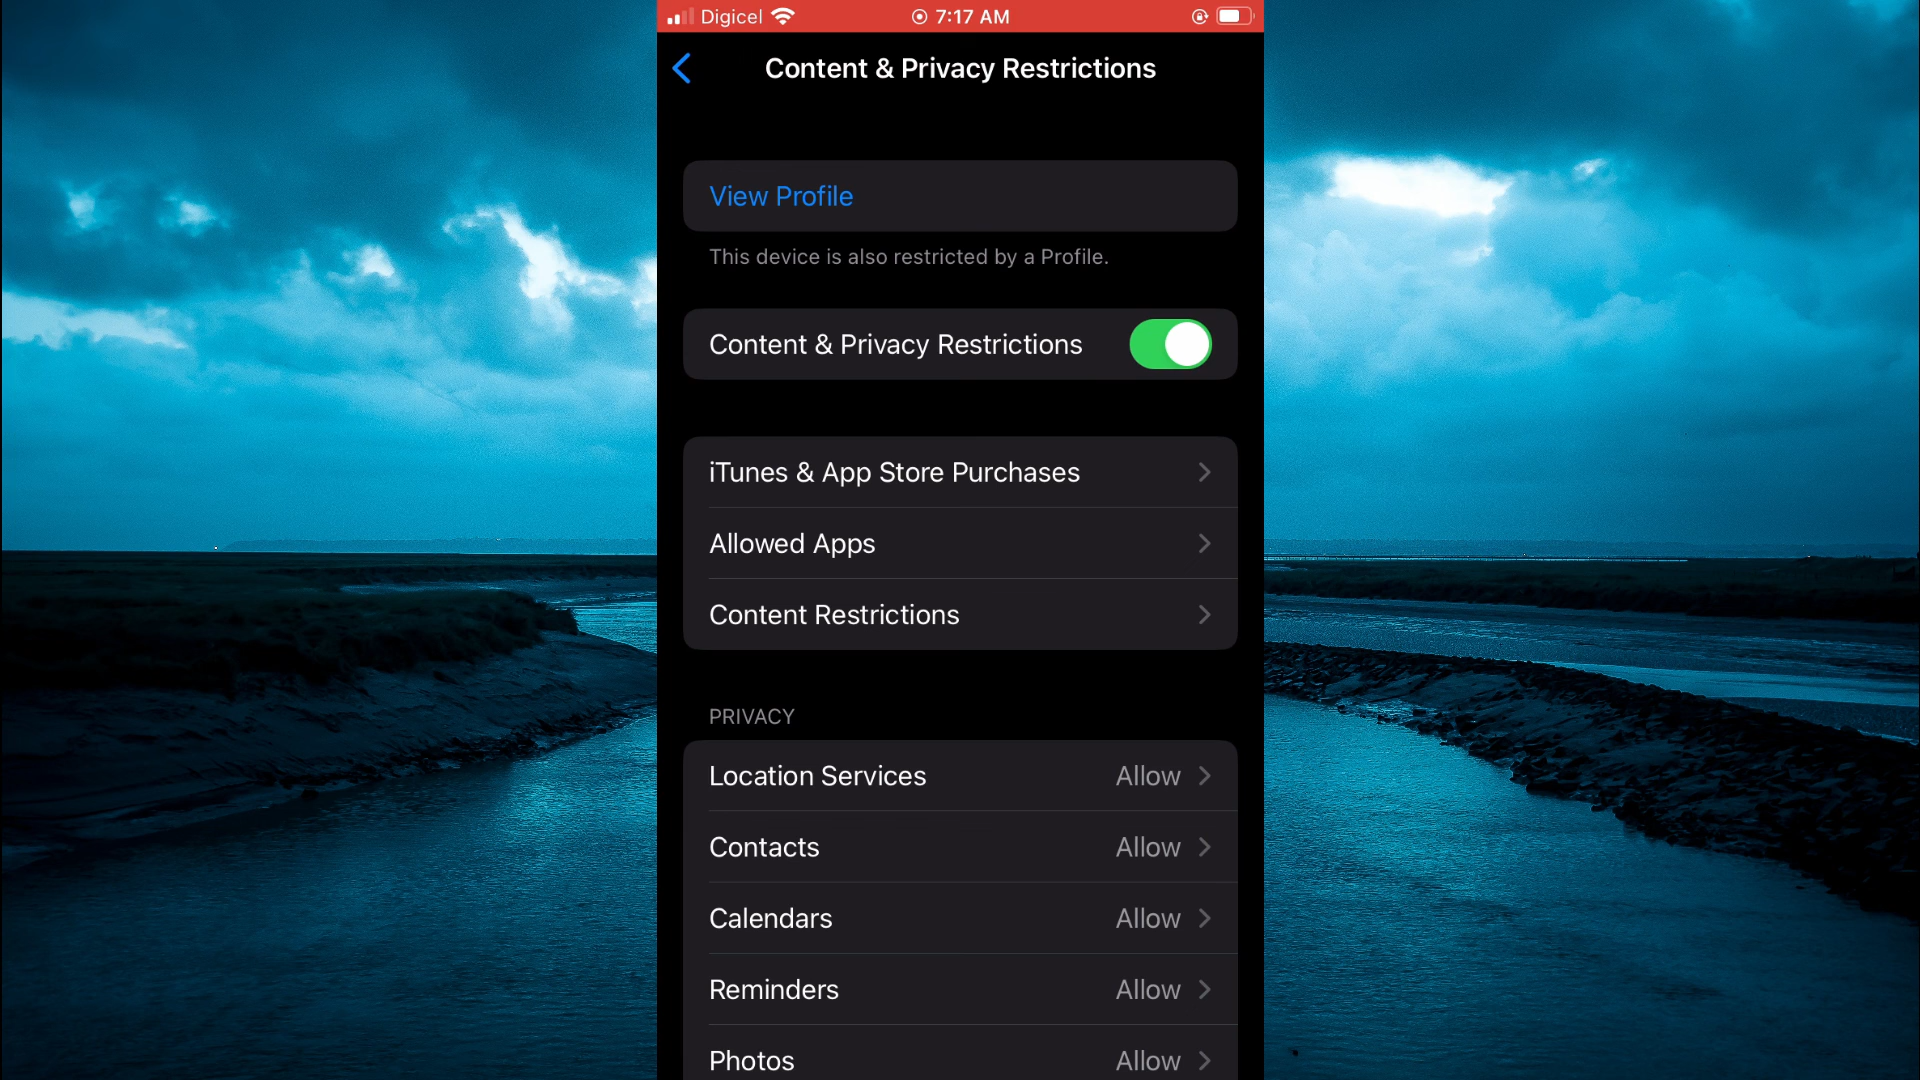 Digicel 7:17 AM
Content & Privacy Restrictions
View Profile
This device is also restricted by a Profile.
Content & Privacy Restrictions
iTunes & App Store Purchases
Allowed Apps
Content Restrictions
PRIVACY
Location Services Allow
Contacts Allow
Calendars Allow
Reminders Allow
Photos Allow